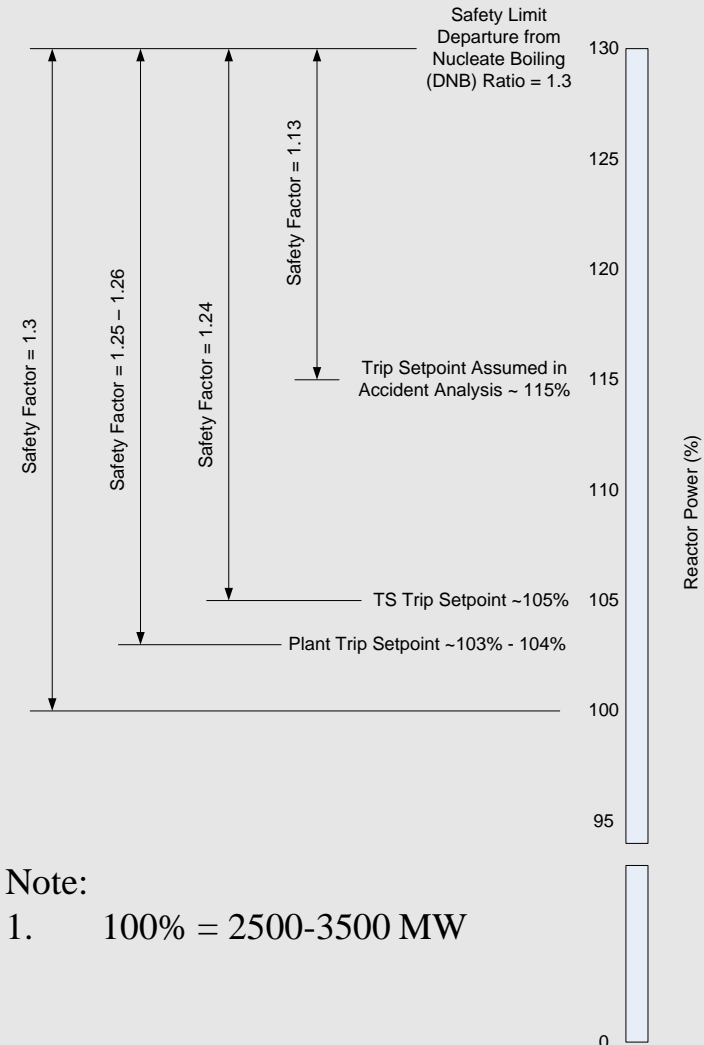 Safety Limit
Departure from
Nucleate Boiling
(DNB) Ratio = 1.3
130
125
120
115
110
105
100
95
0
Reactor Power (%)
Safety Factor = 1.3
Safety Factor = 1.25 – 1.26
Safety Factor = 1.24
Safety Factor = 1.13
Trip Setpoint Assumed in
Accident Analysis ~ 115%
TS Trip Setpoint ~105%
Plant Trip Setpoint ~103% - 104%
Note:
1. 100% = 2500-3500 MW